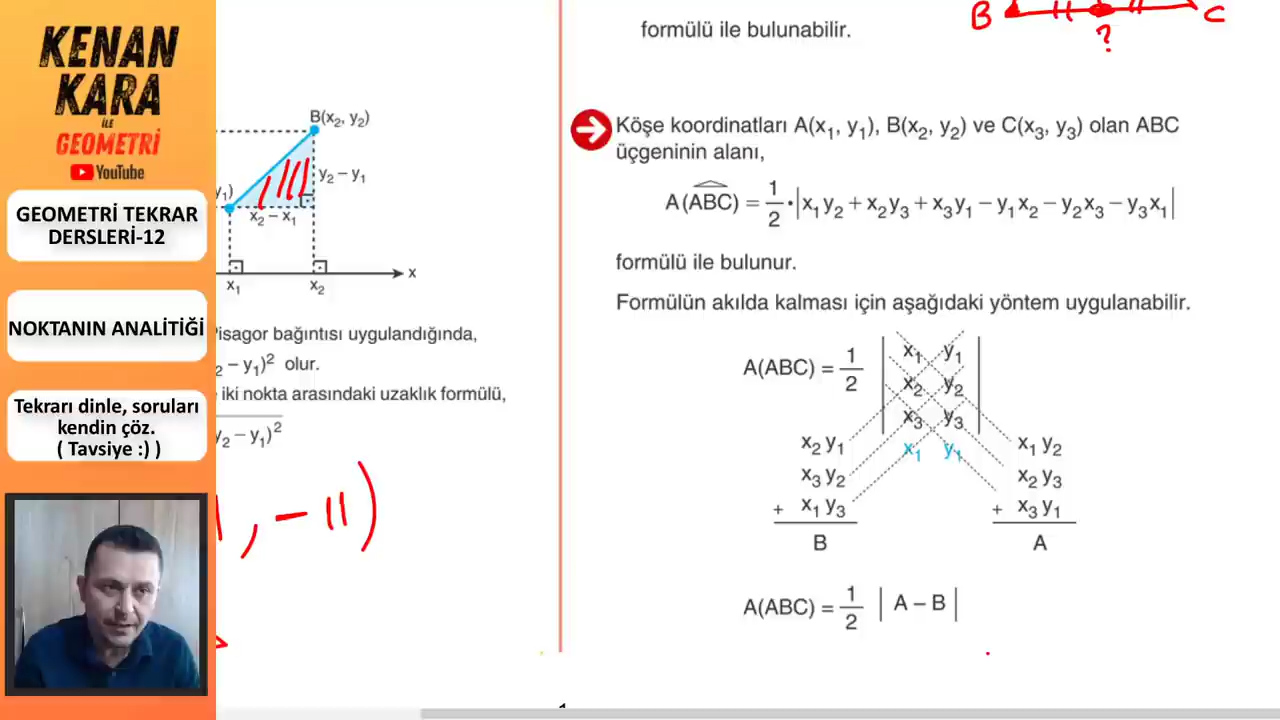 KENAN
KARA
İLE
GEOMETRİ
YouTube
GEOMETRİ TEKRAR
DERSLERİ-12
NOKTANIN ANALİTİĞİ
Tekrarı dinle, soruları
kendin çöz.
( Tavsiye :) )
B(x₂, y₂)
y₁)
y₂ – y₁
x₂ – x₁
x
x₁
x₂
Pisagor bağıntısı uygulandığında,
₂ – y₁)² olur.
iki nokta arasındaki uzaklık formülü,
y₂ – y₁)²
, –11)
B
C
?
formülü ile bulunabilir.
Köşe koordinatları A(x₁, y₁), B(x₂, y₂) ve C(x₃, y₃) olan ABC
üçgeninin alanı,
A(ABC) = 1/2 · |x₁y₂ + x₂y₃ + x₃y₁ – y₁x₂ – y₂x₃ – y₃x₁|
formülü ile bulunur.
Formülün akılda kalması için aşağıdaki yöntem uygulanabilir.
A(ABC) = 1/2
x₁ y₁
x₂ y₂
x₃ y₃
x₁ y₁
x₂ y₁
x₃ y₂
+ x₁ y₃
B
x₁ y₂
x₂ y₃
+ x₃ y₁
A
A(ABC) = 1/2 | A – B |